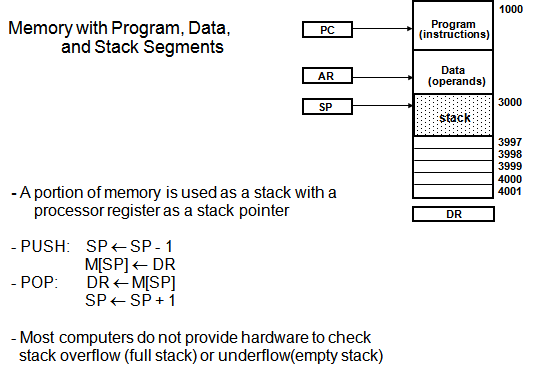 Memory with Program, Data,
and Stack Segments
PC
AR
SP
1000
Program
(instructions)
Data
(operands)
3000
stack
3997
3998
3999
4000
4001
DR
- A portion of memory is used as a stack with a
processor register as a stack pointer
- PUSH: SP ← SP - 1
M[SP] ← DR
- POP: DR ← M[SP]
SP ← SP + 1
- Most computers do not provide hardware to check
stack overflow (full stack) or underflow(empty stack)